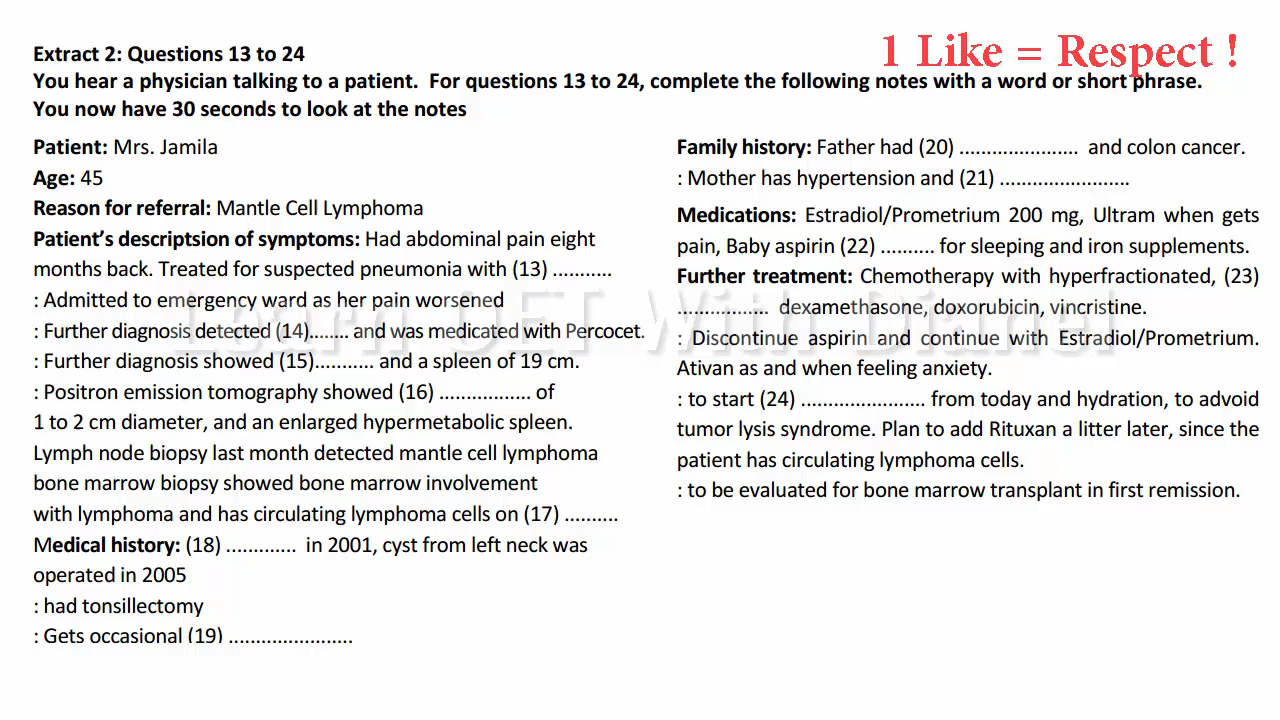 1 Like = Respect !
Extract 2: Questions 13 to 24
You hear a physician talking to a patient. For questions 13 to 24, complete the following notes with a word or short phrase.
You now have 30 seconds to look at the notes
Patient: Mrs. Jamila
Age: 45
Reason for referral: Mantle Cell Lymphoma
Patient's descriptsion of symptoms: Had abdominal pain eight
months back. Treated for suspected pneumonia with (13) ...........
: Admitted to emergency ward as her pain worsened
: Further diagnosis detected (14)........ and was medicated with Percocet.
: Further diagnosis showed (15)........... and a spleen of 19 cm.
: Positron emission tomography showed (16) ................. of
1 to 2 cm diameter, and an enlarged hypermetabolic spleen.
Lymph node biopsy last month detected mantle cell lymphoma
bone marrow biopsy showed bone marrow involvement
with lymphoma and has circulating lymphoma cells on (17) ..........
Medical history: (18) ............. in 2001, cyst from left neck was
operated in 2005
: had tonsillectomy
: Gets occasional (19) .......................
Family history: Father had (20) ...................... and colon cancer.
: Mother has hypertension and (21) ........................
Medications: Estradiol/Prometrium 200 mg, Ultram when gets
pain, Baby aspirin (22) .......... for sleeping and iron supplements.
Further treatment: Chemotherapy with hyperfractionated, (23)
................. dexamethasone, doxorubicin, vincristine.
: Discontinue aspirin and continue with Estradiol/Prometrium.
Ativan as and when feeling anxiety.
: to start (24) ....................... from today and hydration, to advoid
tumor lysis syndrome. Plan to add Rituxan a litter later, since the
patient has circulating lymphoma cells.
: to be evaluated for bone marrow transplant in first remission.
Learn OET With Dianel